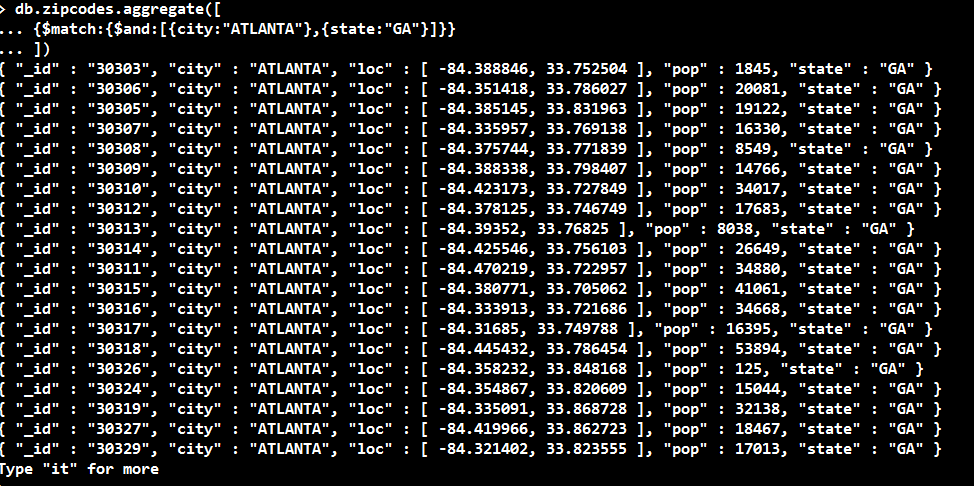 > db.zipcodes.aggregate([
... {$match:{$and:[{city:"ATLANTA"},{state:"GA"}]}}
... ])
{ "_id" : "30303", "city" : "ATLANTA", "loc" : [ -84.388846, 33.752504 ], "pop" : 1845, "state" : "GA" }
{ "_id" : "30306", "city" : "ATLANTA", "loc" : [ -84.351418, 33.786027 ], "pop" : 20081, "state" : "GA" }
{ "_id" : "30305", "city" : "ATLANTA", "loc" : [ -84.385145, 33.831963 ], "pop" : 19122, "state" : "GA" }
{ "_id" : "30307", "city" : "ATLANTA", "loc" : [ -84.335957, 33.769138 ], "pop" : 16330, "state" : "GA" }
{ "_id" : "30308", "city" : "ATLANTA", "loc" : [ -84.375744, 33.771839 ], "pop" : 8549, "state" : "GA" }
{ "_id" : "30309", "city" : "ATLANTA", "loc" : [ -84.388338, 33.798407 ], "pop" : 14766, "state" : "GA" }
{ "_id" : "30310", "city" : "ATLANTA", "loc" : [ -84.423173, 33.727849 ], "pop" : 34017, "state" : "GA" }
{ "_id" : "30312", "city" : "ATLANTA", "loc" : [ -84.378125, 33.746749 ], "pop" : 17683, "state" : "GA" }
{ "_id" : "30313", "city" : "ATLANTA", "loc" : [ -84.39352, 33.76825 ], "pop" : 8038, "state" : "GA" }
{ "_id" : "30314", "city" : "ATLANTA", "loc" : [ -84.425546, 33.756103 ], "pop" : 26649, "state" : "GA" }
{ "_id" : "30311", "city" : "ATLANTA", "loc" : [ -84.470219, 33.722957 ], "pop" : 34880, "state" : "GA" }
{ "_id" : "30315", "city" : "ATLANTA", "loc" : [ -84.380771, 33.705062 ], "pop" : 41061, "state" : "GA" }
{ "_id" : "30316", "city" : "ATLANTA", "loc" : [ -84.333913, 33.721686 ], "pop" : 34668, "state" : "GA" }
{ "_id" : "30317", "city" : "ATLANTA", "loc" : [ -84.31685, 33.749788 ], "pop" : 16395, "state" : "GA" }
{ "_id" : "30318", "city" : "ATLANTA", "loc" : [ -84.445432, 33.786454 ], "pop" : 53894, "state" : "GA" }
{ "_id" : "30326", "city" : "ATLANTA", "loc" : [ -84.358232, 33.848168 ], "pop" : 125, "state" : "GA" }
{ "_id" : "30324", "city" : "ATLANTA", "loc" : [ -84.354867, 33.820609 ], "pop" : 15044, "state" : "GA" }
{ "_id" : "30319", "city" : "ATLANTA", "loc" : [ -84.335091, 33.868728 ], "pop" : 32138, "state" : "GA" }
{ "_id" : "30327", "city" : "ATLANTA", "loc" : [ -84.419966, 33.862723 ], "pop" : 18467, "state" : "GA" }
{ "_id" : "30329", "city" : "ATLANTA", "loc" : [ -84.321402, 33.823555 ], "pop" : 17013, "state" : "GA" }
Type "it" for more